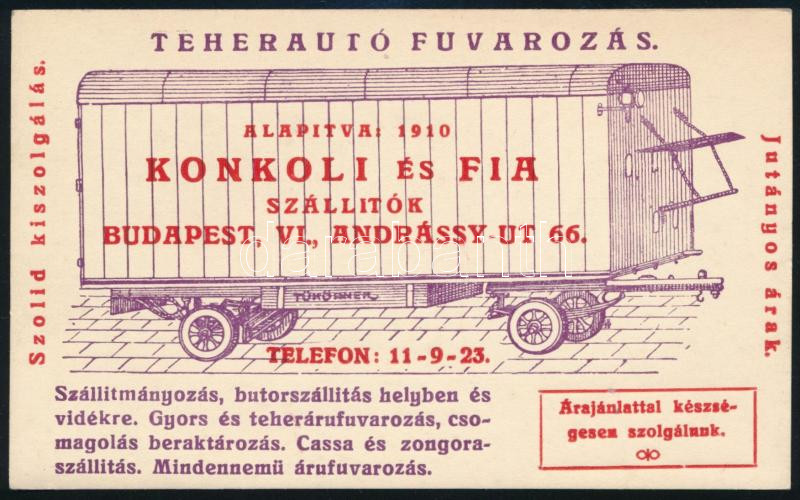 TEHERAUTÓ FUVAROZÁS.
Szolid kiszolgálás.
ALAPITVA: 1910
KONKOLI ÉS FIA
SZÁLLITÓK
BUDAPEST, VI., ANDRÁSSY-UT 66.
TELEFON: 11-9-23.
Jutányos árak.
Szállitmányozás, butorszállitás helyben és
vidékre. Gyors és teherárufuvarozás, cso-
magolás beraktározás. Cassa és zongora-
szállitás. Mindennemü árufuvarozás.
Árajánlattal készsé-
gesen szolgálunk.
darabanth